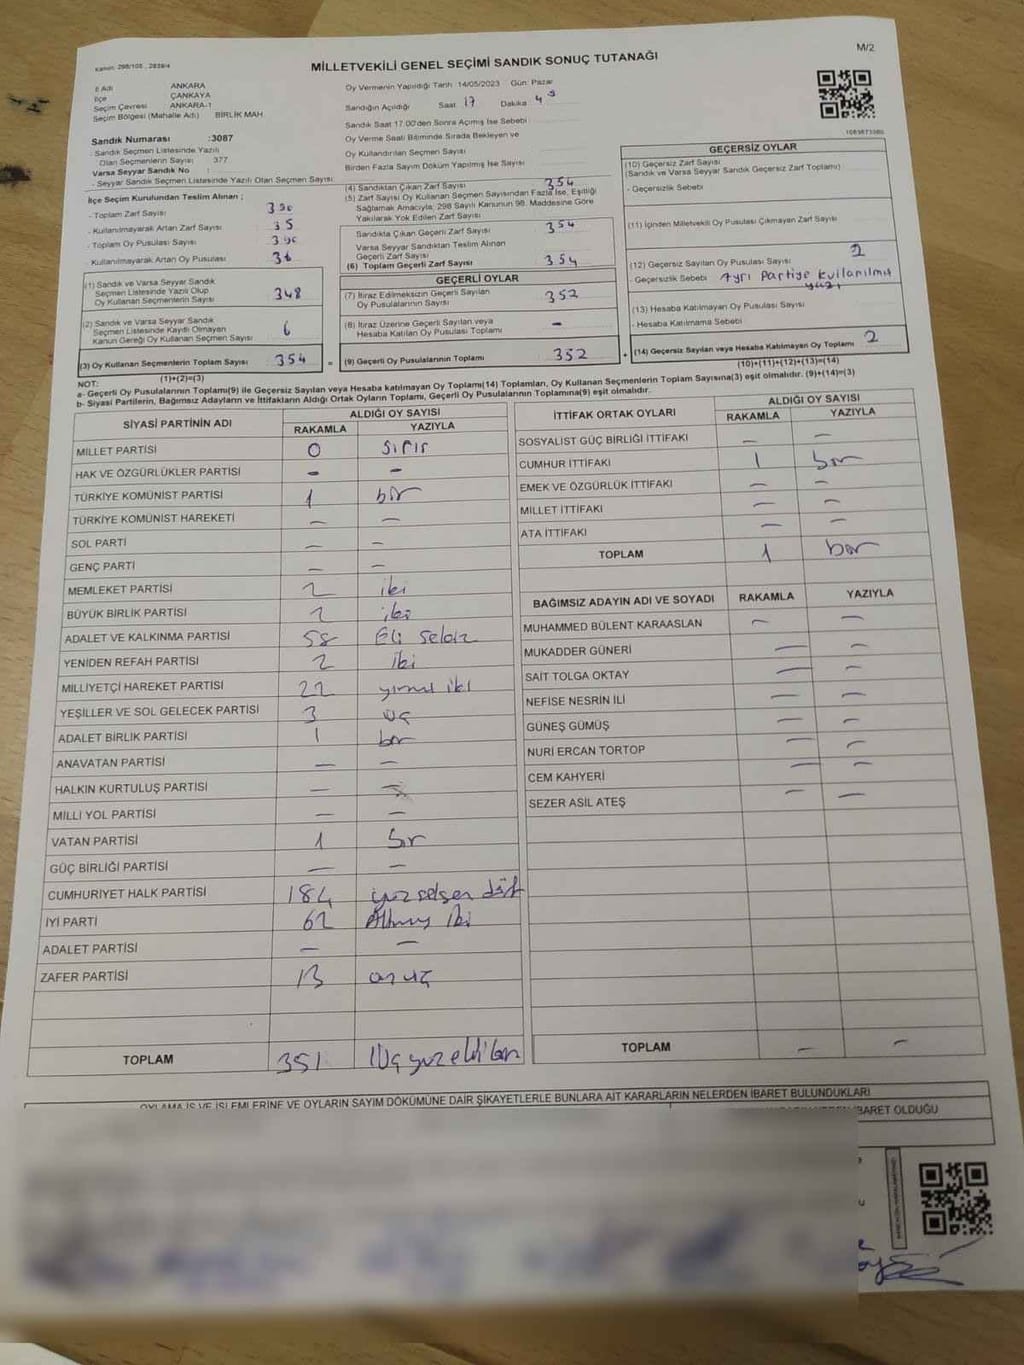 Kanun: 298/105, 2839/4
M/2
MİLLETVEKİLİ GENEL SEÇİMİ SANDIK SONUÇ TUTANAĞI
İl Adı ANKARA
İlçe ÇANKAYA
Seçim Çevresi ANKARA-1
Seçim Bölgesi (Mahalle Adı) BİRLİK MAH.
Sandık Numarası :3087
- Sandık Seçmen Listesinde Yazılı
Olan Seçmenlerin Sayısı 377
Varsa Seyyar Sandık No :
- Seyyar Sandık Seçmen Listesinde Yazılı Olan Seçmen Sayısı:
İlçe Seçim Kurulundan Teslim Alınan ;
- Toplam Zarf Sayısı 390
- Kullanılmayarak Artan Zarf Sayısı 35
- Toplam Oy Pusulası Sayısı 390
- Kullanılmayarak Artan Oy Pusulası 36
(1) Sandık ve Varsa Seyyar Sandık
Seçmen Listesinde Yazılı Olup
Oy Kullanan Seçmenlerin Sayısı 348
(2) Sandık ve Varsa Seyyar Sandık
Seçmen Listesinde Kaydı Olmayan
Kanun Gereği Oy Kullanan Seçmenlerin Sayısı 6
(3) Oy Kullanan Seçmenlerin Toplam Sayısı 354 =
(1)+(2)=(3)
Oy Vermenin Yapıldığı Tarih :14/05/2023 Gün: Pazar
Sandığın Açıldığı Saat 17 Dakika 45
Sandık Saat 17.00'den Sonra Açımış İse Sebebi
Oy Verme Saati Bitiminde Sırada Bekleyen ve
Oy Kullandırılan Seçmen Sayısı
Birden Fazla Sayım Döküm Yapılmış İse Sayısı
(4) Sandıktan Çıkan Zarf Sayısı 354
(5) Zarf Sayısı Oy Kullanan Seçmen Sayısından Fazla İse, Eşitliği
Sağlamak Amacıyla; 298 Sayılı Kanunun 98. Maddesine Göre
Yakılarak Yok Edilen Zarf Sayısı
Sandıkta Çıkan Geçerli Zarf Sayısı 354
Varsa Seyyar Sandıktan Teslim Alınan
Geçerli Zarf Sayısı
(6) Toplam Geçerli Zarf Sayısı 354
GEÇERLİ OYLAR
(7) İtiraz Edilmeksizin Geçerli Sayılan
Oy Pusulalarının Sayısı 352
(8) İtiraz Üzerine Geçerli Sayılan veya
Hesaba Katılan Oy Pusulası Toplamı -
(9) Geçerli Oy Pusulalarının Toplamı 352 +
1083873380
GEÇERSİZ OYLAR
(10) Geçersiz Zarf Sayısı
(Sandık ve Varsa Seyyar Sandık Geçersiz Zarf Toplamı)
- Geçersizlik Sebebi
(11) İçinden Milletvekili Oy Pusulası Çıkmayan Zarf Sayısı
(12) Geçersiz Sayılan Oy Pusulası Sayısı 2
- Geçersizlik Sebebi Ayrı Partiye kullanılmış
(13) Hesaba Katılmayan Oy Pusulası Sayısı
- Hesaba Katılmama Sebebi
(14) Geçersiz Sayılan veya Hesaba Katılmayan Oy Toplamı 2
(10)+(11)+(12)+(13)=(14)
NOT:
a- Geçerli Oy Pusulalarının Toplamı(9) ile Geçersiz Sayılan veya Hesaba katılmayan Oy Toplamı(14) Toplamları, Oy Kullanan Seçmenlerin Toplam Sayısına(3) eşit olmalıdır. (9)+(14)=(3)
b- Siyasi Partilerin, Bağımsız Adayların ve İttifakların Aldığı Ortak Oyların Toplamı, Geçerli Oy Pusulalarının Toplamına(9) eşit olmalıdır.
SİYASİ PARTİNİN ADI ALDIĞI OY SAYISI
RAKAMLA YAZIYLA
MİLLET PARTİSİ 0 sıfır
HAK VE ÖZGÜRLÜKLER PARTİSİ - -
TÜRKİYE KOMÜNİST PARTİSİ 1 bir
TÜRKİYE KOMÜNİST HAREKETİ - -
SOL PARTİ - -
GENÇ PARTİ - -
MEMLEKET PARTİSİ 2 iki
BÜYÜK BİRLİK PARTİSİ 2 iki
ADALET VE KALKINMA PARTİSİ 58 Elli Sekiz
YENİDEN REFAH PARTİSİ 2 iki
MİLLİYETÇİ HAREKET PARTİSİ 22 yirmi iki
YEŞİLLER VE SOL GELECEK PARTİSİ 3 üç
ADALET BİRLİK PARTİSİ 1 bir
ANAVATAN PARTİSİ - -
HALKIN KURTULUŞ PARTİSİ -
MİLLİ YOL PARTİSİ - -
VATAN PARTİSİ 1 bir
GÜÇ BİRLİĞİ PARTİSİ - -
CUMHURİYET HALK PARTİSİ 184 yüz seksen dört
İYİ PARTİ 62 Altmış iki
ADALET PARTİSİ - -
ZAFER PARTİSİ 13 onüç
TOPLAM 351 Üçyüz ellibir
İTTİFAK ORTAK OYLARI ALDIĞI OY SAYISI
RAKAMLA YAZIYLA
SOSYALİST GÜÇ BİRLİĞİ İTTİFAKI - -
CUMHUR İTTİFAKI 1 bir
EMEK VE ÖZGÜRLÜK İTTİFAKI - -
MİLLET İTTİFAKI - -
ATA İTTİFAKI - -
TOPLAM 1 bir
BAĞIMSIZ ADAYIN ADI VE SOYADI RAKAMLA YAZIYLA
MUHAMMED BÜLENT KARAASLAN - -
MUKADDER GÜNERİ - -
SAİT TOLGA OKTAY - -
NEFİSE NESRİN İLİ - -
GÜNEŞ GÜMÜŞ - -
NURİ ERCAN TORTOP - -
CEM KAHYERİ - -
SEZER ASİL ATEŞ - -
TOPLAM - -
OYLAMA İŞ VE İŞLEMLERİNE VE OYLARIN SAYIM DÖKÜMÜNE DAİR ŞİKAYETLERLE BUNLARA AİT KARARLARIN NELERDEN İBARET BULUNDUKLARI
İBARET OLDUĞU